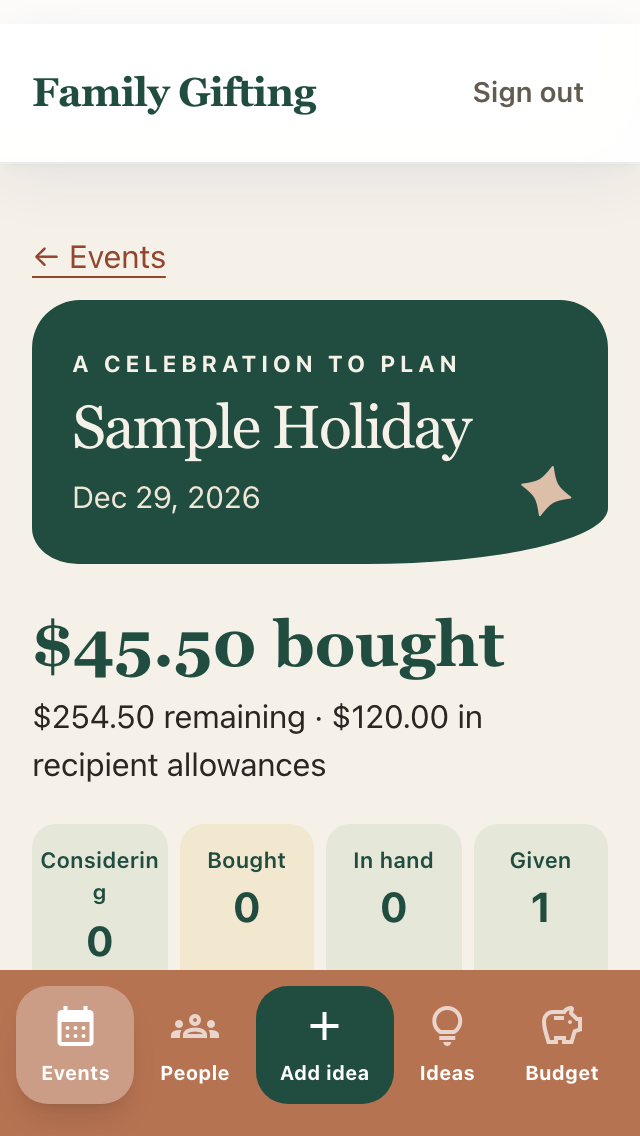 Family Gifting
Sign out
← Events
A CELEBRATION TO PLAN
Sample Holiday
Dec 29, 2026
$45.50 bought
$254.50 remaining · $120.00 in
recipient allowances
Considerin
g
0
Bought
0
In hand
0
Given
1
Events
People
Add idea
Ideas
Budget